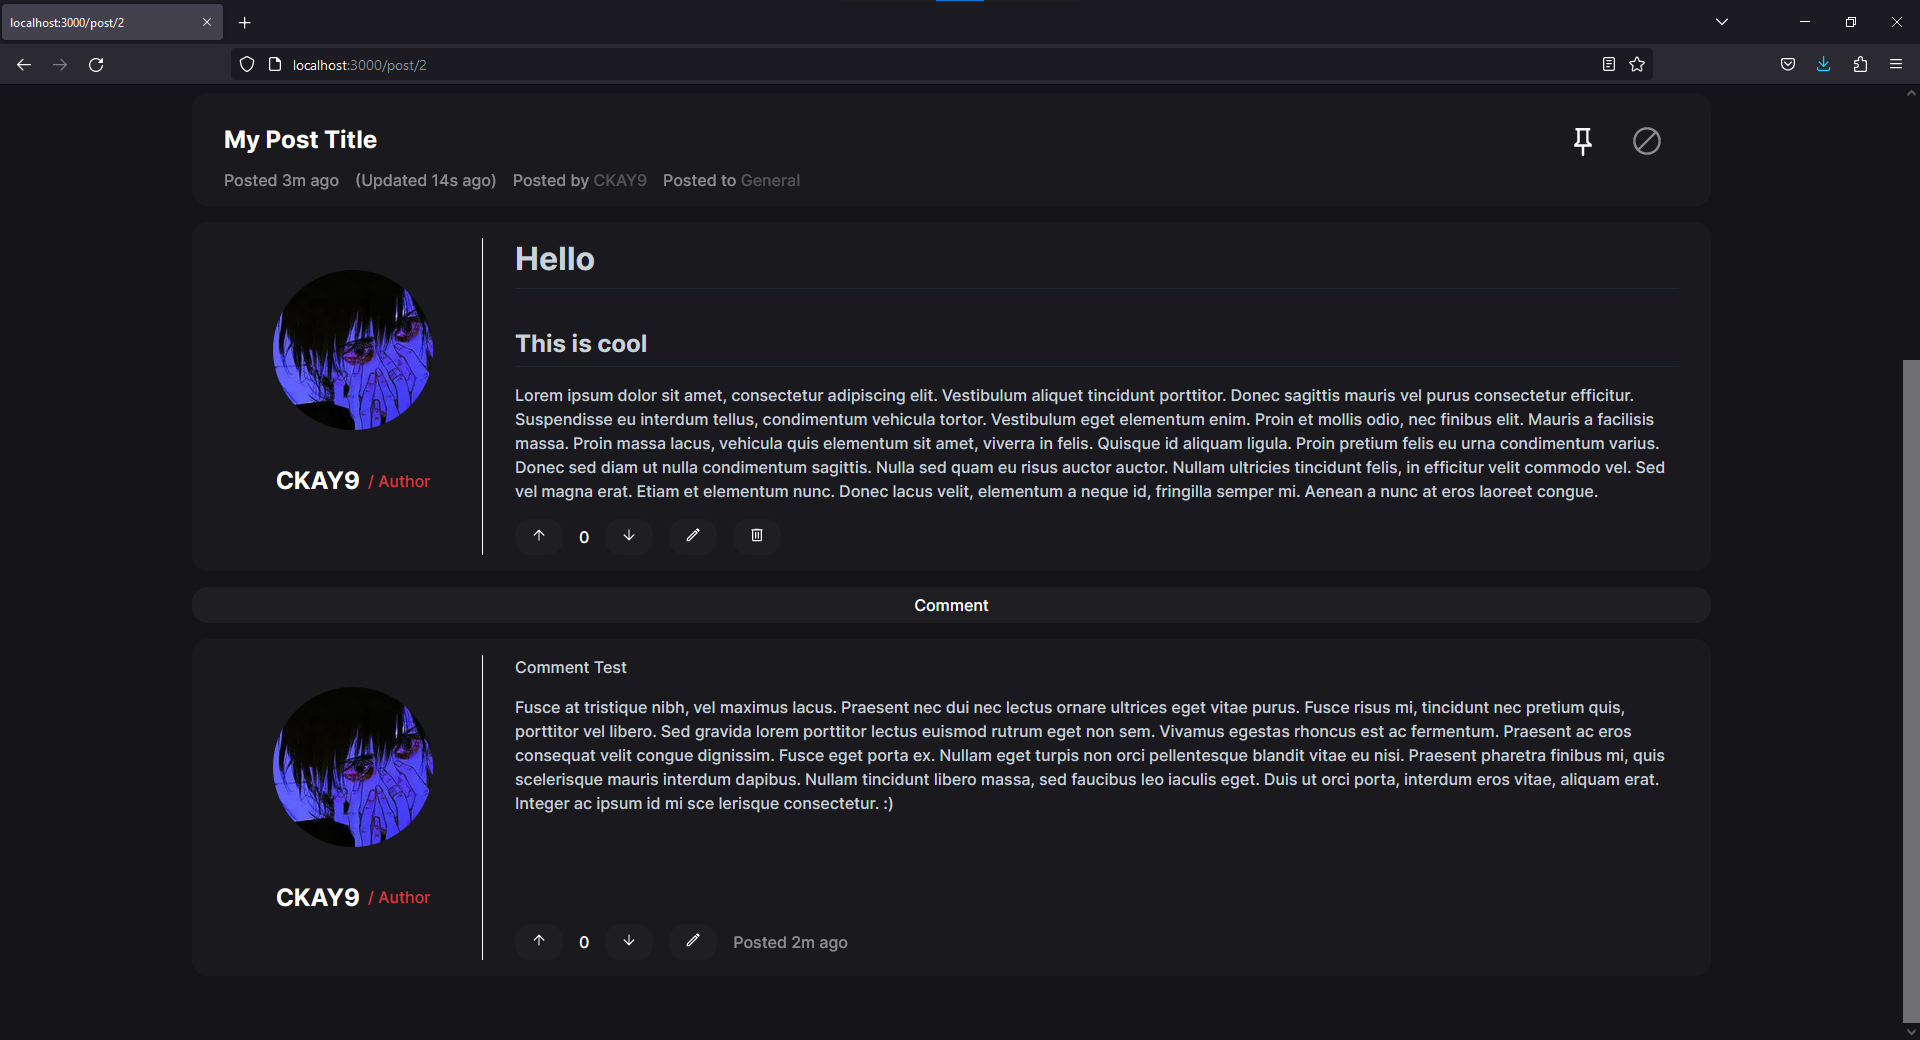 localhost:3000/post/2
localhost:3000/post/2
My Post Title
Posted 3m ago (Updated 14s ago) Posted by CKAY9 Posted to General
Hello
This is cool
Lorem ipsum dolor sit amet, consectetur adipiscing elit. Vestibulum aliquet tincidunt porttitor. Donec sagittis mauris vel purus consectetur efficitur.
Suspendisse eu interdum tellus, condimentum vehicula tortor. Vestibulum eget elementum enim. Proin et mollis odio, nec finibus elit. Mauris a facilisis
massa. Proin massa lacus, vehicula quis elementum sit amet, viverra in felis. Quisque id aliquam ligula. Proin pretium felis eu urna condimentum varius.
Donec sed diam ut nulla condimentum sagittis. Nulla sed quam eu risus auctor auctor. Nullam ultricies tincidunt felis, in efficitur velit commodo vel. Sed
vel magna erat. Etiam et elementum nunc. Donec lacus velit, elementum a neque id, fringilla semper mi. Aenean a nunc at eros laoreet congue.
CKAY9 / Author
0
Comment
Comment Test
Fusce at tristique nibh, vel maximus lacus. Praesent nec dui nec lectus ornare ultrices eget vitae purus. Fusce risus mi, tincidunt nec pretium quis,
porttitor vel libero. Sed gravida lorem porttitor lectus euismod rutrum eget non sem. Vivamus egestas rhoncus est ac fermentum. Praesent ac eros
consequat velit congue dignissim. Fusce eget porta ex. Nullam eget turpis non orci pellentesque blandit vitae eu nisi. Praesent pharetra finibus mi, quis
scelerisque mauris interdum dapibus. Nullam tincidunt libero massa, sed faucibus leo iaculis eget. Duis ut orci porta, interdum eros vitae, aliquam erat.
Integer ac ipsum id mi sce lerisque consectetur. :)
CKAY9 / Author
0 Posted 2m ago